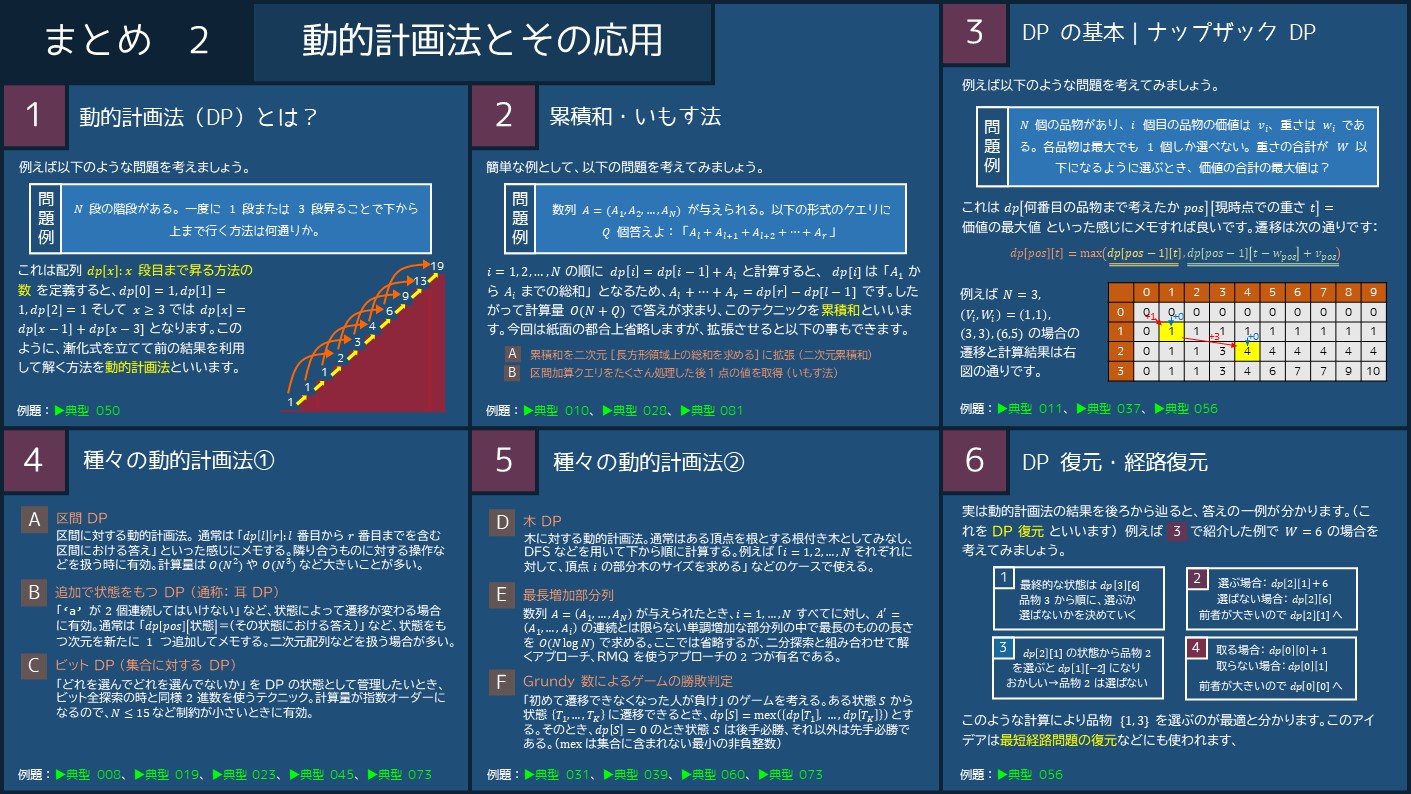 まとめ 2
動的計画法とその応用
1
動的計画法（DP）とは？
例えば以下のような問題を考えましょう。
問題例
N 段の階段がある。一度に 1 段または 3 段昇ることで下から
上まで行く方法は何通りか。
これは配列 dp[x]: x 段目まで昇る方法の
数 を定義すると、dp[0] = 1, dp[1] =
1, dp[2] = 1 そして x ≥ 3 では dp[x] =
dp[x − 1] + dp[x − 3] となります。この
ように、漸化式を立てて前の結果を利用
して解く方法を動的計画法といいます。
1
1
1
2
3
4
6
9
13
19
例題：▶典型 050
2
累積和・いもす法
簡単な例として、以下の問題を考えてみましょう。
問題例
数列 A = (A1, A2, … , AN) が与えられる。以下の形式のクエリに
Q 個答えよ：「Al + Al+1 + Al+2 + ⋯ + Ar」
i = 1, 2, … , N の順に dp[i] = dp[i − 1] + Ai と計算すると、 dp[i] は「A1 か
ら Ai までの総和」となるため、Al + ⋯ + Ar = dp[r] − dp[l − 1] です。した
がって計算量 O(N + Q) で答えが求まり、このテクニックを累積和といいま
す。今回は紙面の都合上省略しますが、拡張させると以下の事もできます。
A 累積和を二次元 [長方形領域上の総和を求める] に拡張（二次元累積和）
B 区間加算クエリをたくさん処理した後 1 点の値を取得（いもす法）
例題：▶典型 010、▶典型 028、▶典型 081
3
DP の基本 | ナップザック DP
例えば以下のような問題を考えてみましょう。
問題例
N 個の品物があり、i 個目の品物の価値は vi、重さは wi であ
る。各品物は最大でも 1 個しか選べない。重さの合計が W 以
下になるように選ぶとき、価値の合計の最大値は？
これは dp[何番目の品物まで考えたか pos][現時点での重さ t] =
価値の最大値 といった感じにメモすれば良いです。遷移は次の通りです：
dp[pos][t] = max(dp[pos − 1][t], dp[pos − 1][t − wpos] + vpos)
例えば N = 3,
(Vi, Wi) = (1,1),
(3,3), (6,5) の場合の
遷移と計算結果は右
図の通りです。
0 1 2 3 4 5 6 7 8 9
0 0 0 0 0 0 0 0 0 0 0
+1 +0
1 0 1 1 1 1 1 1 1 1 1
+3 +0
2 0 1 1 3 4 4 4 4 4 4
3 0 1 1 3 4 6 7 7 9 10
例題：▶典型 011、▶典型 037、▶典型 056
4
種々の動的計画法①
A 区間 DP
区間に対する動的計画法。通常は「dp[l][r]: l 番目から r 番目までを含む
区間における答え」といった感じにメモする。隣り合うものに対する操作な
どを扱う時に有効。計算量は O(N²) や O(N³) など大きいことが多い。
B 追加で状態をもつ DP（通称：耳 DP）
「‘a’ が 2 個連続してはいけない」など、状態によって遷移が変わる場合
に有効。通常は「dp[pos][状態]=(その状態における答え)」など、状態をも
つ次元を新たに 1 つ追加してメモする。二次元配列などを扱う場合が多い。
C ビット DP（集合に対する DP）
「どれを選んでどれを選んでないか」を DP の状態として管理したいとき、
ビット全探索の時と同様 2 進数を使うテクニック。計算量が指数オーダーに
なるので、N ≤ 15 など制約が小さいときに有効。
例題：▶典型 008、▶典型 019、▶典型 023、▶典型 045、▶典型 073
5
種々の動的計画法②
D 木 DP
木に対する動的計画法。通常はある頂点を根とする根付き木としてみなし、
DFS などを用いて下から順に計算する。例えば「i = 1, 2, … , N それぞれに
対して、頂点 i の部分木のサイズを求める」などのケースで使える。
E 最長増加部分列
数列 A = (A1, … , AN) が与えられたとき、i = 1, … , N すべてに対し、A′ =
(A1, … , Ai) の連続とは限らない単調増加な部分列の中で最長のものの長さ
を O(N log N) で求める。ここでは省略するが、二分探索と組み合わせて解
くアプローチ、RMQ を使うアプローチの 2 つが有名である。
F Grundy 数によるゲームの勝敗判定
「初めて遷移できなくなった人が負け」のゲームを考える。ある状態 S から
状態 (T1, … , TK) に遷移できるとき、dp[S] = mex((dp[T1], … , dp[TK])) とす
る。そのとき、dp[S] = 0 のとき状態 S は後手必勝、それ以外は先手必勝で
ある。（mex は集合に含まれない最小の非負整数）
例題：▶典型 031、▶典型 039、▶典型 060、▶典型 073
6
DP 復元・経路復元
実は動的計画法の結果を後ろから辿ると、答えの一例が分かります。（こ
れを DP 復元 といいます）例えば 3 で紹介した例で W = 6 の場合を
考えてみましょう。
1
最終的な状態は dp[3][6]
品物 3 から順に、選ぶか
選ばないかを決めていく
2
選ぶ場合：dp[2][1] + 6
選ばない場合：dp[2][6]
前者が大きいので dp[2][1] へ
3
dp[2][1] の状態から品物 2
を選ぶと dp[1][−2] になり
おかしい→品物 2 は選ばない
4
取る場合：dp[0][0] + 1
取らない場合：dp[0][1]
前者が大きいので dp[0][0] へ
このような計算により品物 {1, 3} を選ぶのが最適と分かります。このアイ
デアは最短経路問題の復元などにも使われます、
例題：▶典型 056